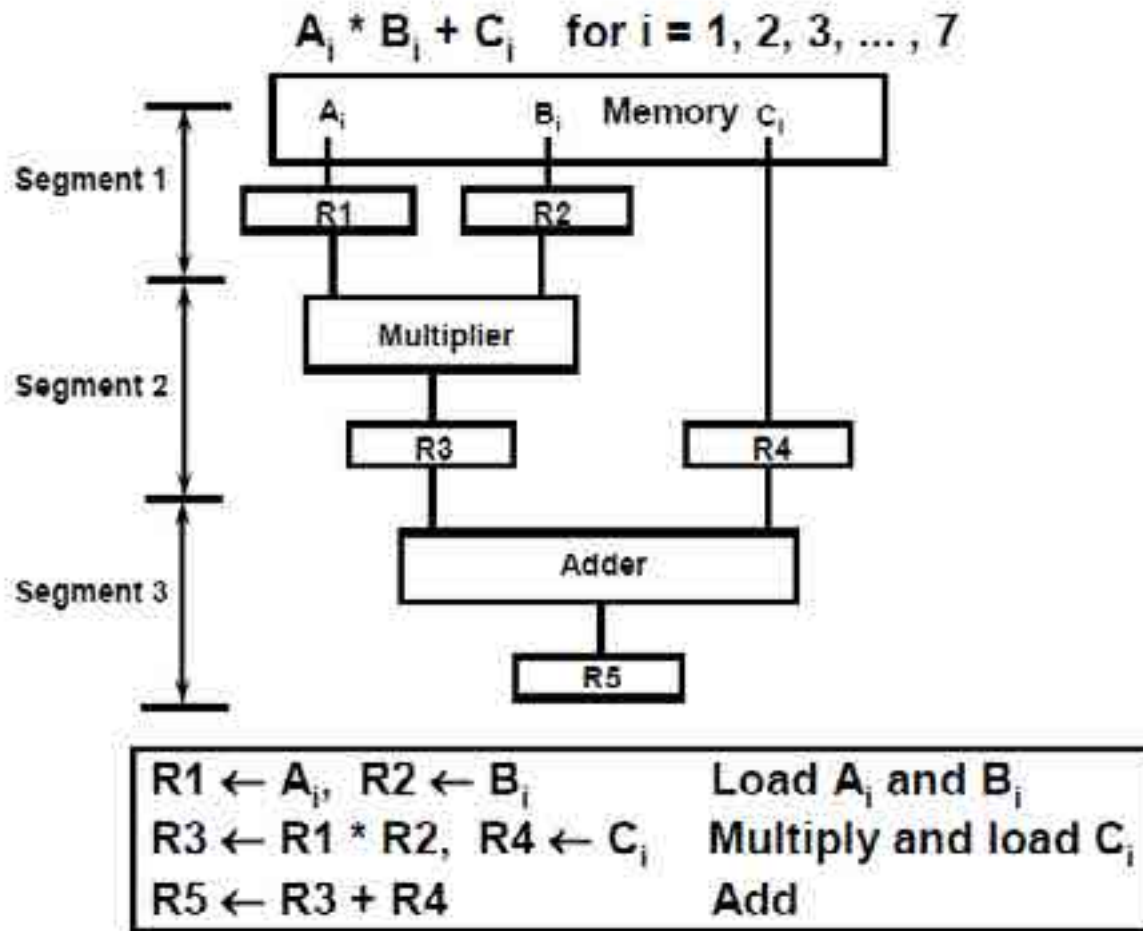 Aᵢ * Bᵢ + Cᵢ for i = 1, 2, 3, ... , 7
Aᵢ Bᵢ Memory Cᵢ
Segment 1
R1 R2
Multiplier
Segment 2
R3 R4
Adder
Segment 3
R5
R1 ← Aᵢ, R2 ← Bᵢ Load Aᵢ and Bᵢ
R3 ← R1 * R2, R4 ← Cᵢ Multiply and load Cᵢ
R5 ← R3 + R4 Add